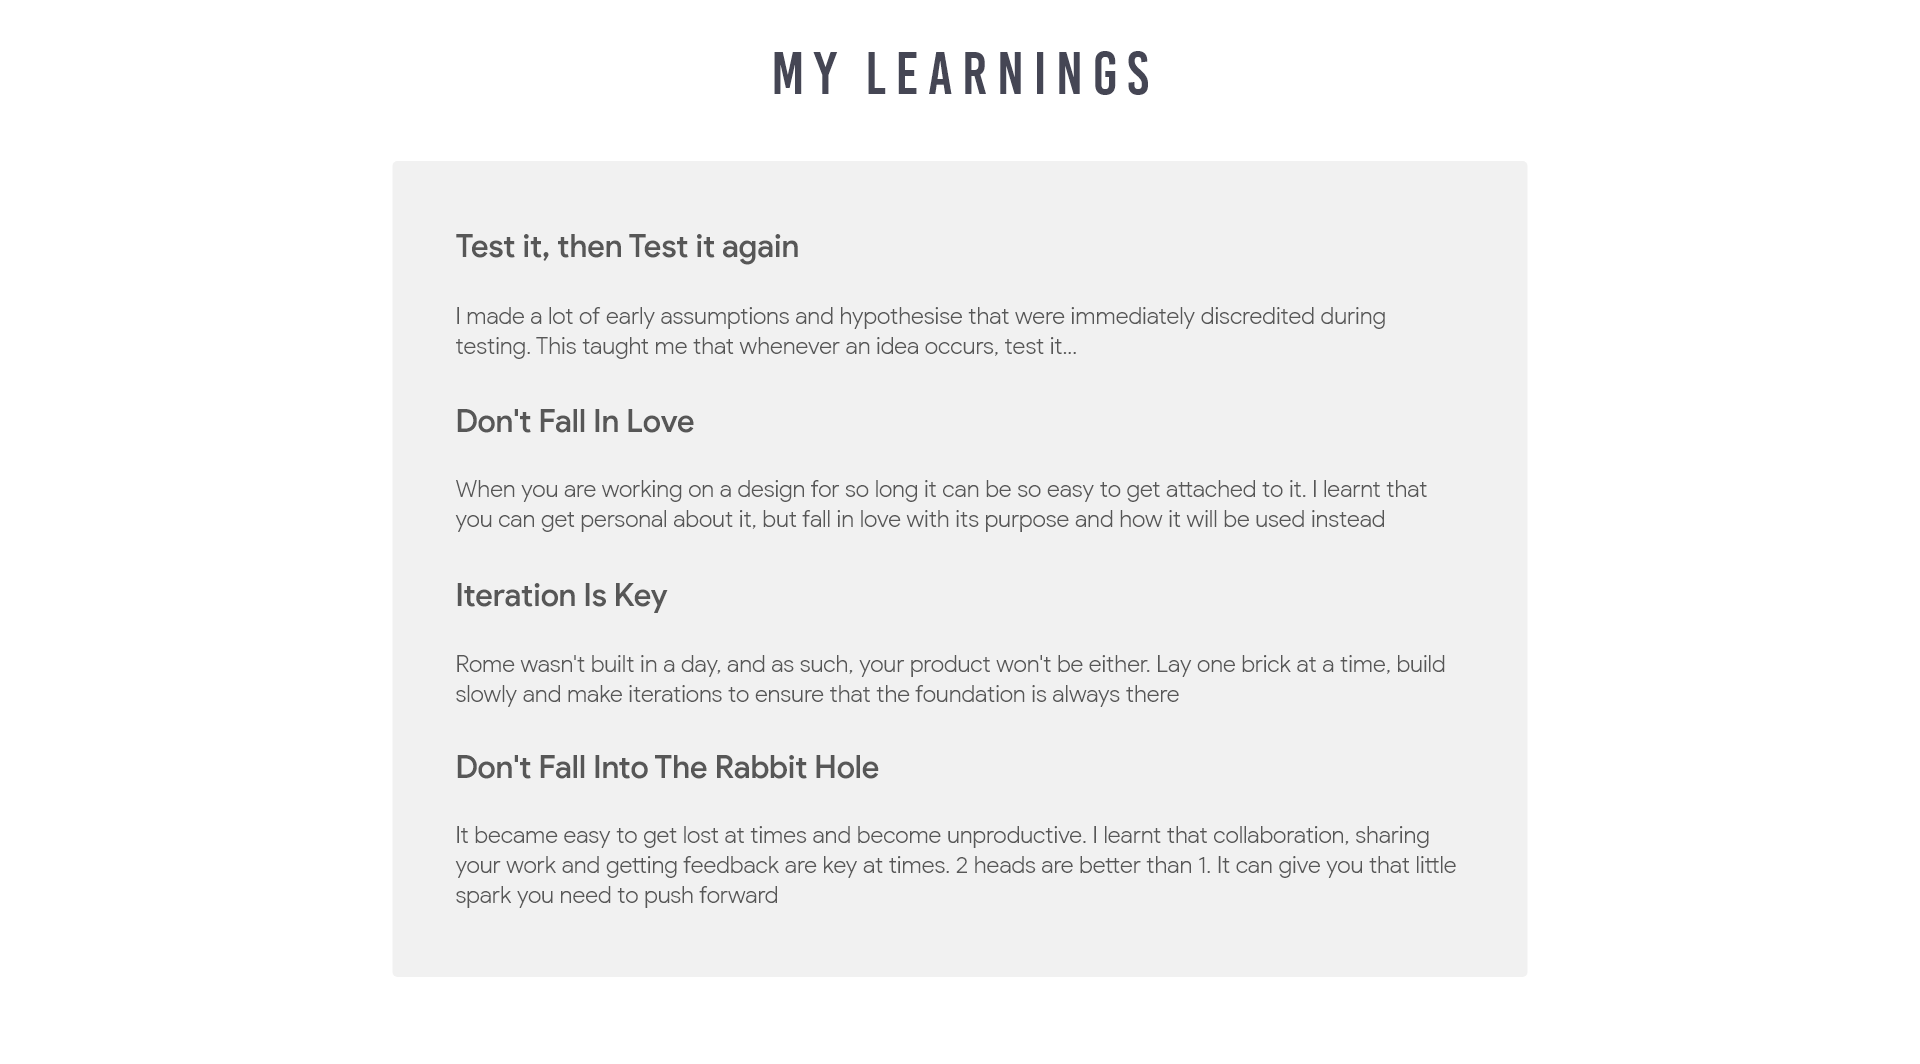 MY LEARNINGS
Test it, then Test it again
I made a lot of early assumptions and hypothesise that were immediately discredited during
testing. This taught me that whenever an idea occurs, test it...
Don't Fall In Love
When you are working on a design for so long it can be so easy to get attached to it. I learnt that
you can get personal about it, but fall in love with its purpose and how it will be used instead
Iteration Is Key
Rome wasn't built in a day, and as such, your product won't be either. Lay one brick at a time, build
slowly and make iterations to ensure that the foundation is always there
Don't Fall Into The Rabbit Hole
It became easy to get lost at times and become unproductive. I learnt that collaboration, sharing
your work and getting feedback are key at times. 2 heads are better than 1. It can give you that little
spark you need to push forward